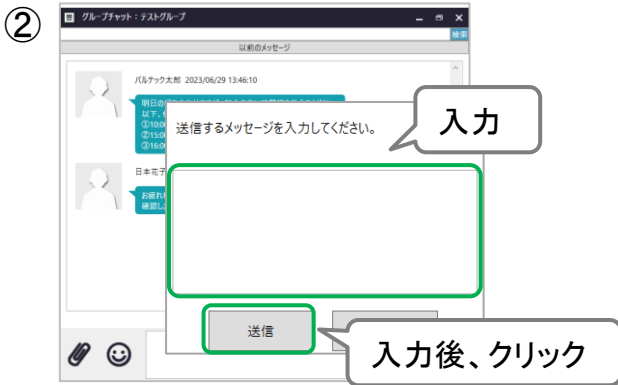 ②
グループチャット：テストグループ
検索
以前のメッセージ
バルテック太郎 2023/06/29 13:46:10
明日の
以下、
①10:00
②15:00
③16:00
送信するメッセージを入力してください。
入力
日本花子
お疲れ
確認し
送信
入力後、クリック